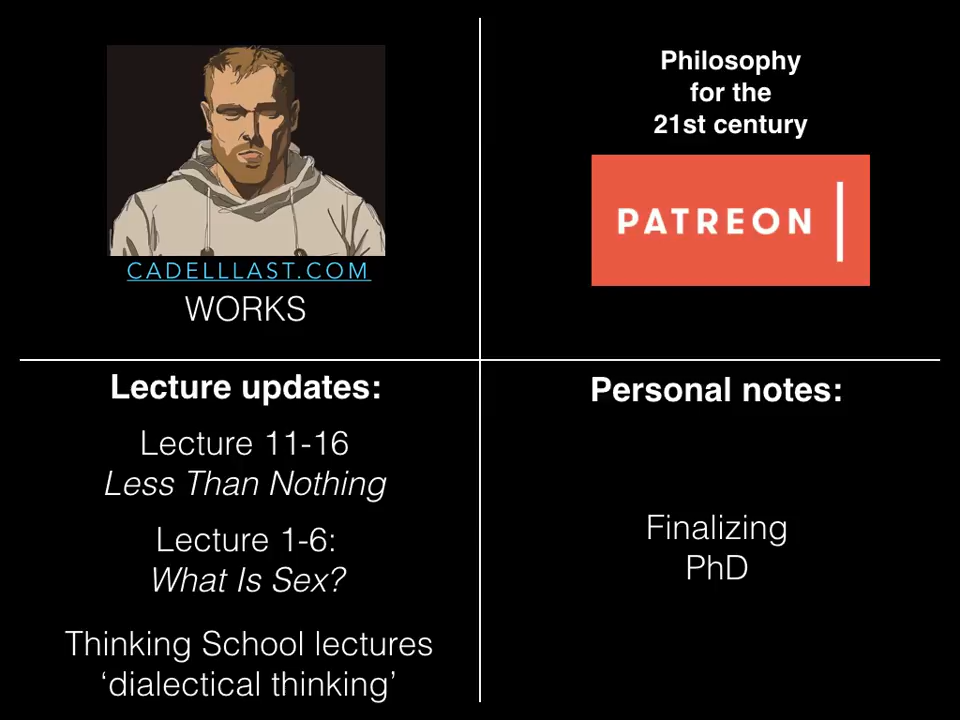 CADELLLAST.COM
WORKS
Philosophy
for the
21st century
PATREON
Lecture updates:
Lecture 11-16
Less Than Nothing
Lecture 1-6:
What Is Sex?
Thinking School lectures
‘dialectical thinking’
Personal notes:
Finalizing
PhD